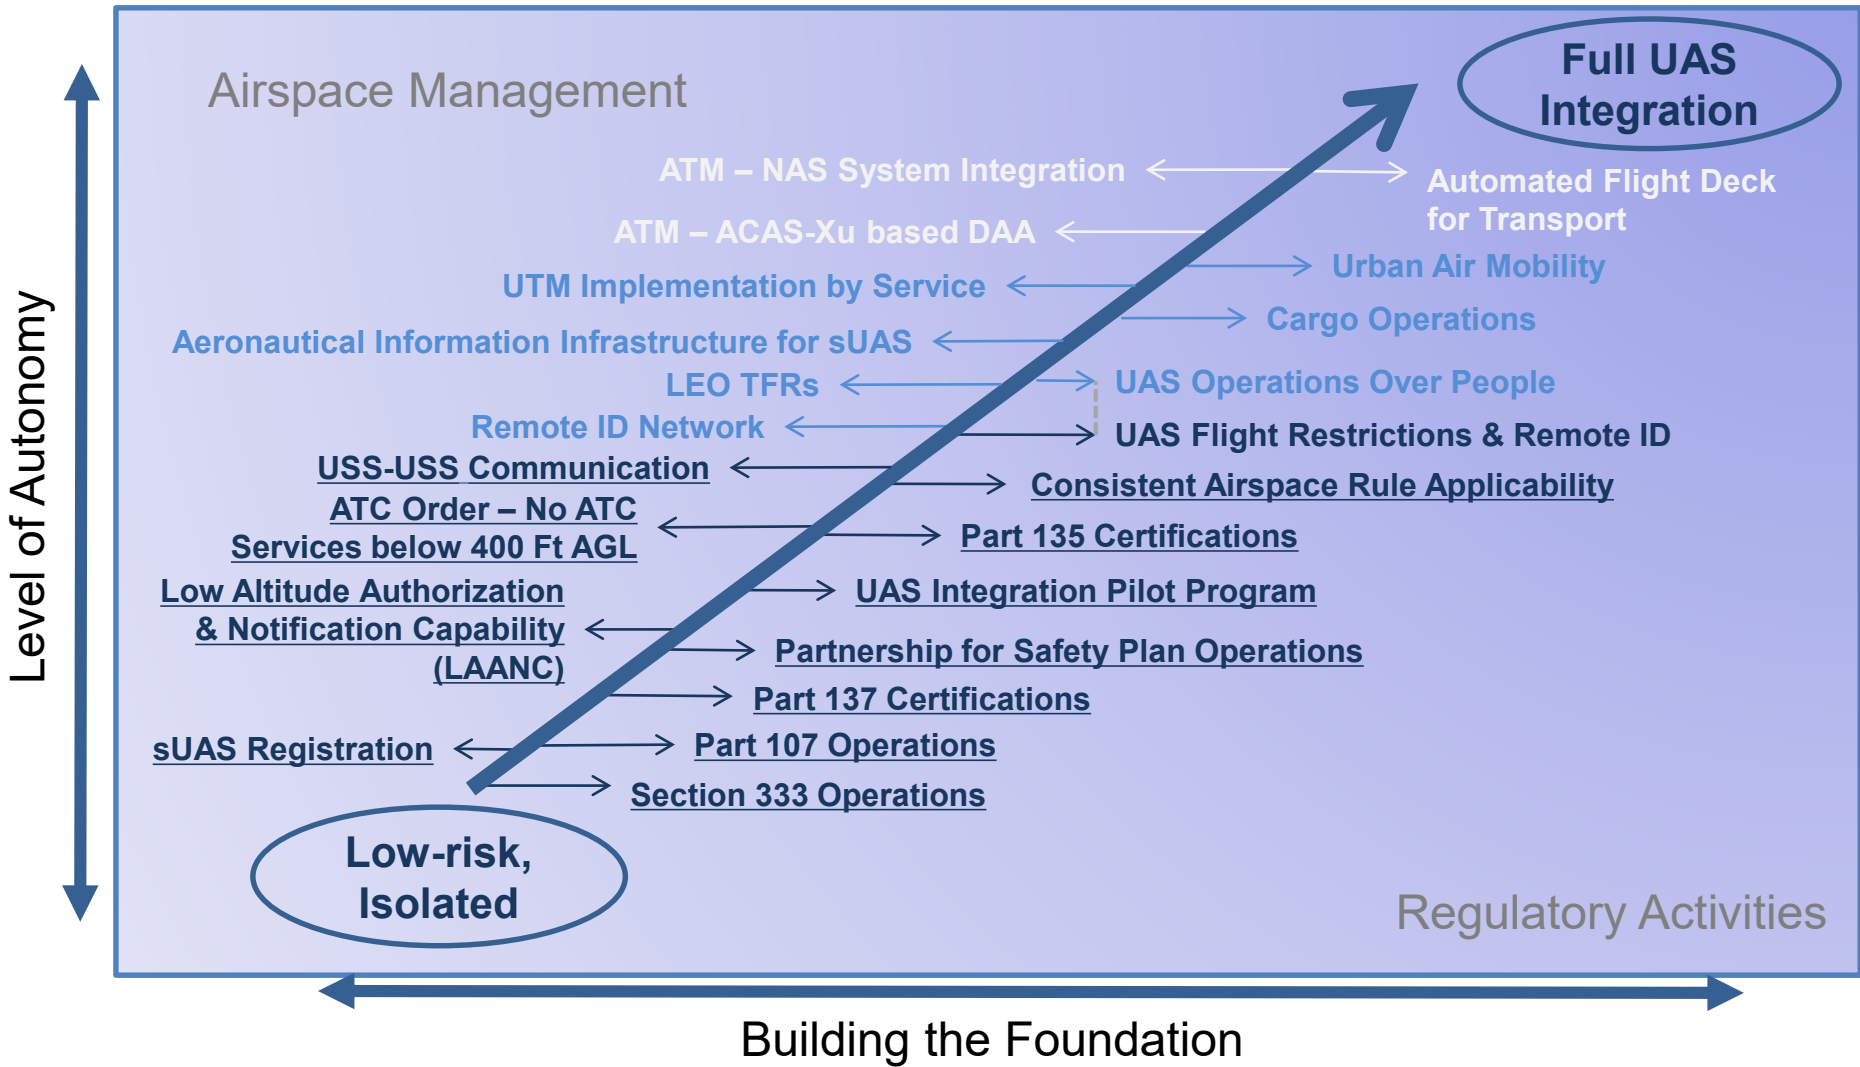 Full UAS
Integration
Airspace Management
ATM – NAS System Integration
Automated Flight Deck
for Transport
ATM – ACAS-Xu based DAA
Urban Air Mobility
UTM Implementation by Service
Cargo Operations
Aeronautical Information Infrastructure for sUAS
LEO TFRs
UAS Operations Over People
Remote ID Network
UAS Flight Restrictions & Remote ID
USS-USS Communication
Consistent Airspace Rule Applicability
ATC Order – No ATC
Services below 400 Ft AGL
Part 135 Certifications
Low Altitude Authorization
& Notification Capability
(LAANC)
UAS Integration Pilot Program
Partnership for Safety Plan Operations
Part 137 Certifications
sUAS Registration
Part 107 Operations
Section 333 Operations
Low-risk,
Isolated
Regulatory Activities
Level of Autonomy
Building the Foundation